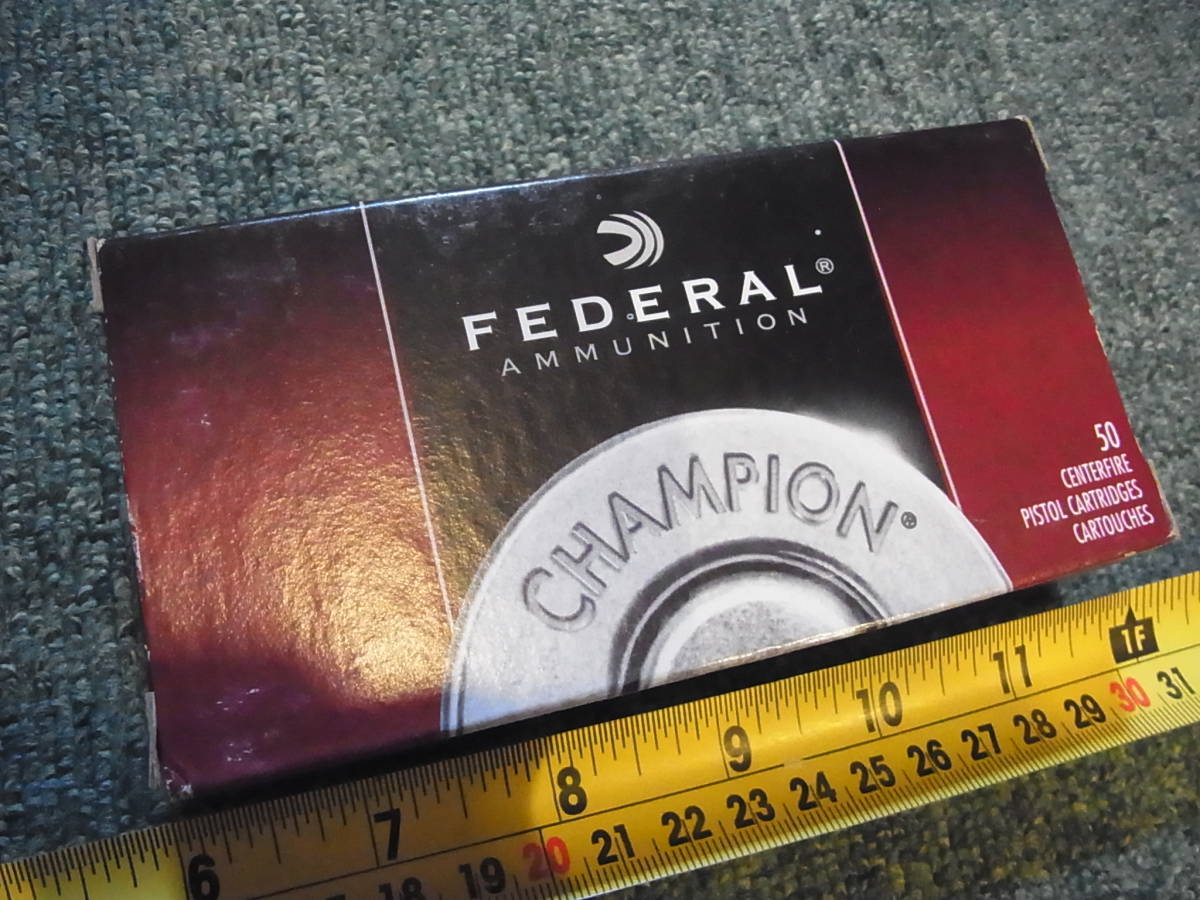 FEDERAL®
AMMUNITION
CHAMPION®
50
CENTERFIRE
PISTOL CARTRIDGES
CARTOUCHES
6 7 8 9 10 11 1F
18 19 20 21 22 23 24 25 26 27 28 29 30 31